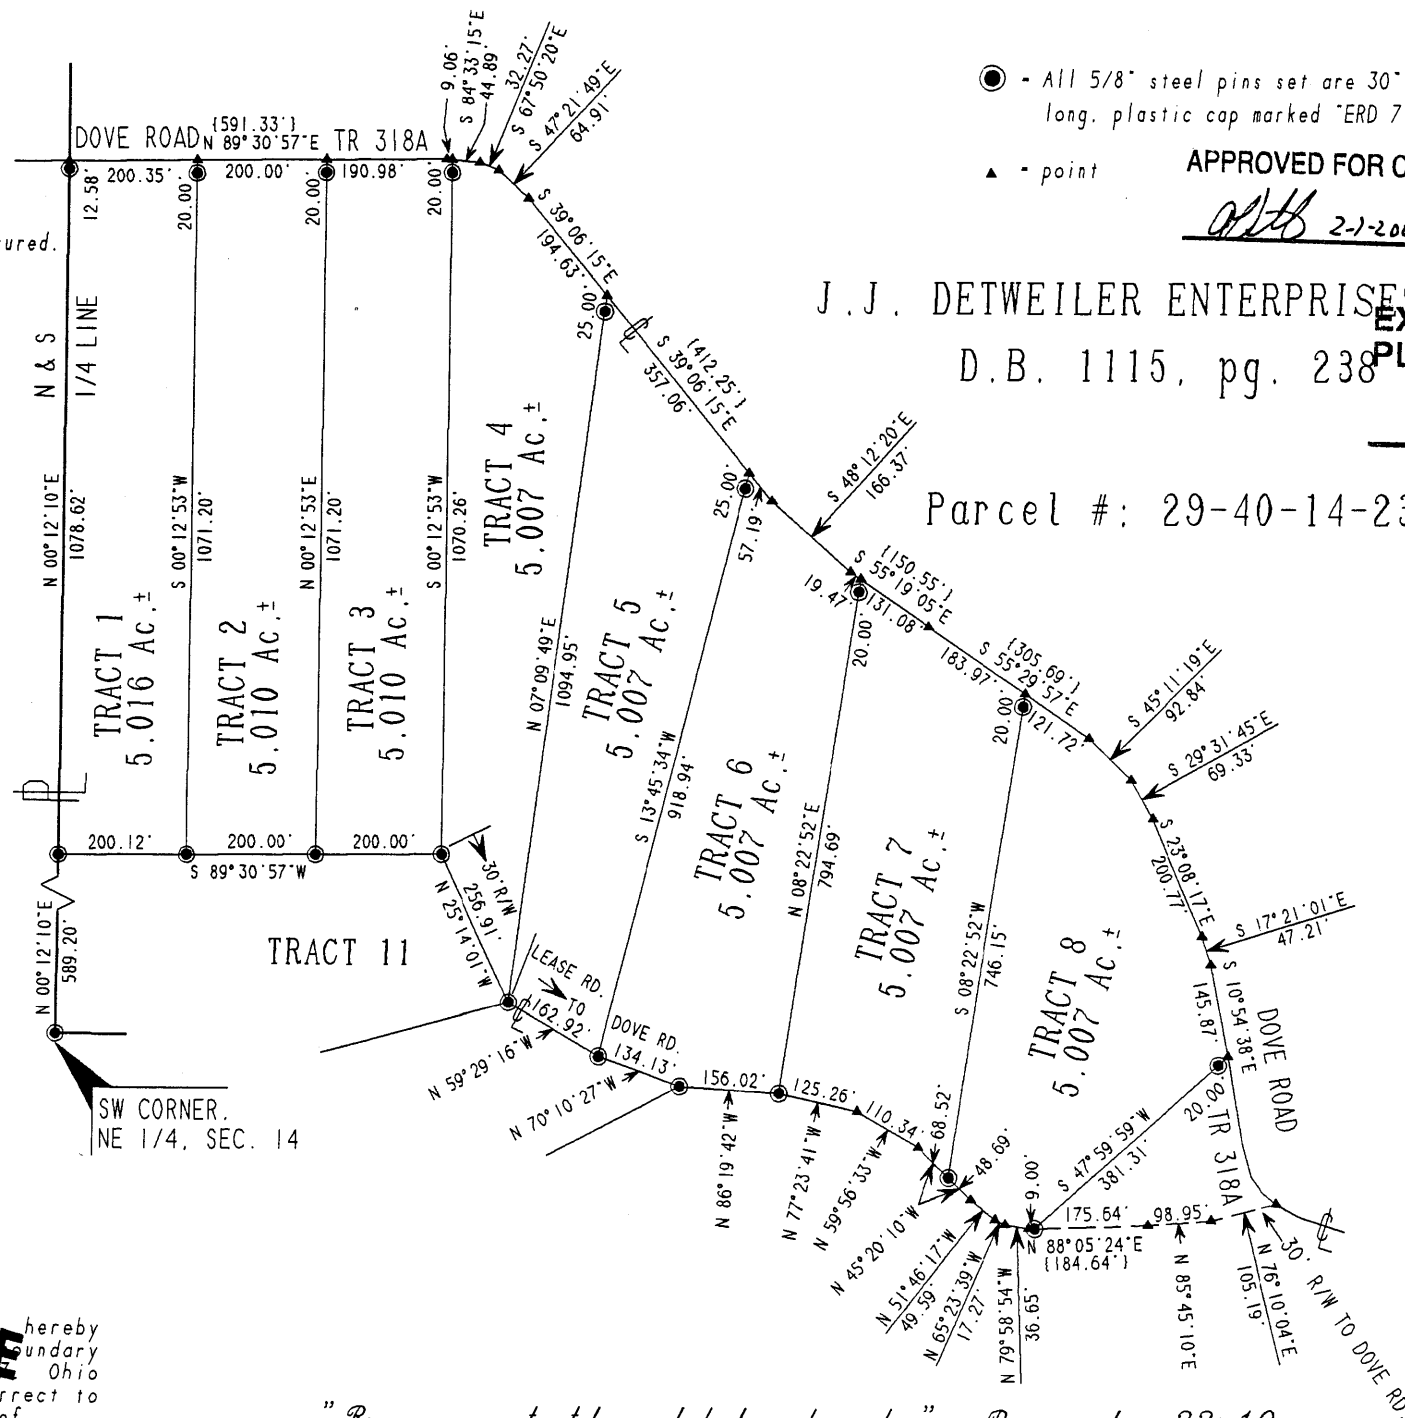 - All 5/8" steel pins set are 30"
long, plastic cap marked "ERD 7
▲ - point
APPROVED FOR C
2-1-200
J.J. DETWEILER ENTERPRISES
D.B. 1115, pg. 238
EX
PL
Parcel #: 29-40-14-23
ured.
DOVE ROAD
{591.33'}
N 89°30'57"E
TR 318A
9.06'
S 84°33'15"E
44.89'
32.27'
S 67°50'20"E
S 47°21'49"E
64.91'
200.35'
200.00'
190.98'
12.58'
20.00'
20.00'
20.00'
S 39°06'15"E
194.63'
25.00'
{412.25'}
S 39°06'15"E
357.06'
N & S
1/4 LINE
N 00°12'10"E
1078.62'
S 00°12'53"W
1071.20'
N 00°12'53"E
1071.20'
S 00°12'53"W
1070.26'
TRACT 1
5.016 Ac.±
TRACT 2
5.010 Ac.±
TRACT 3
5.010 Ac.±
TRACT 4
5.007 Ac.±
N 07°09'49"E
1094.95'
TRACT 5
5.007 Ac.±
25.00'
57.19'
S 48°12'20"E
166.37'
S 13°45'34"W
918.94'
TRACT 6
5.007 Ac.±
19.47'
{150.55'}
S 55°19'05"E
131.08'
20.00'
N 08°22'52"E
794.69'
TRACT 7
5.007 Ac.±
{305.69'}
S 55°29'57"E
183.97'
121.72'
20.00'
S 08°22'52"W
746.15'
TRACT 8
5.007 Ac.±
S 45°11'19"E
92.84'
S 29°31'45"E
69.33'
S 23°08'17"E
200.77'
S 17°21'01"E
47.21'
S 10°54'38"E
145.87'
DOVE ROAD
TR 318A
20.00'
S 47°59'59"W
381.31'
200.12'
200.00'
200.00'
S 89°30'57"W
30' R/W
256.91'
N 25°14'01"W
TRACT 11
N 00°12'10"E
589.20'
SW CORNER.
NE 1/4, SEC. 14
LEASE RD.
TO
DOVE RD.
162.92'
N 59°29'16"W
134.13'
N 70°10'27"W
156.02'
N 86°19'42"W
125.26'
N 77°23'41"W
110.34'
N 59°56'33"W
68.52'
N 45°20'10"W
48.69'
N 51°46'17"W
49.59'
N 65°23'39"W
17.27'
N 79°58'54"W
36.65'
9.00'
175.64'
N 88°05'24"E
{184.64'}
98.95'
N 85°45'10"E
N 76°10'04"E
105.19'
30' R/W TO DOVE RD.
hereby
oundary
Ohio
rrect to